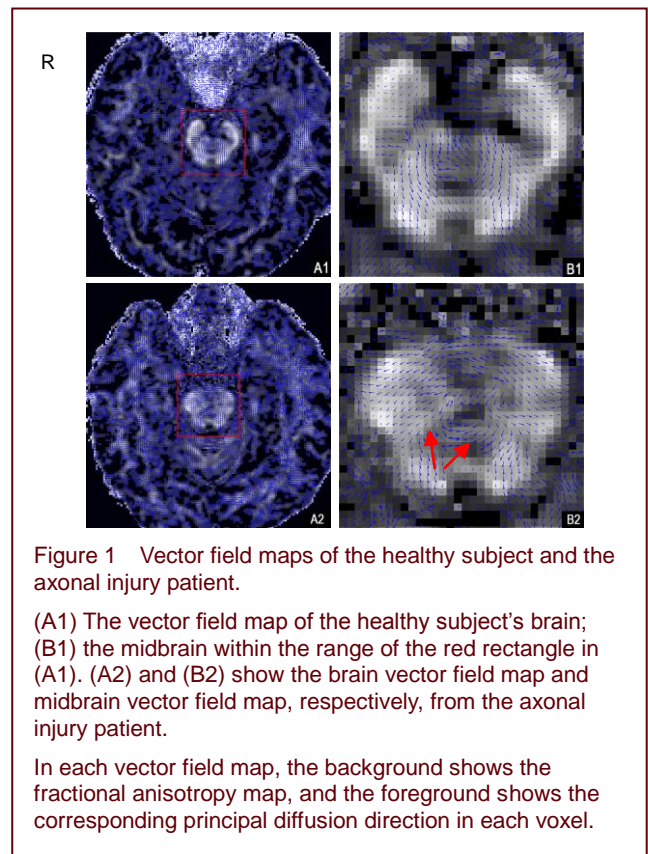 R
A1
B1
A2
B2
Figure 1 Vector field maps of the healthy subject and the
axonal injury patient.
(A1) The vector field map of the healthy subject's brain;
(B1) the midbrain within the range of the red rectangle in
(A1). (A2) and (B2) show the brain vector field map and
midbrain vector field map, respectively, from the axonal
injury patient.
In each vector field map, the background shows the
fractional anisotropy map, and the foreground shows the
corresponding principal diffusion direction in each voxel.